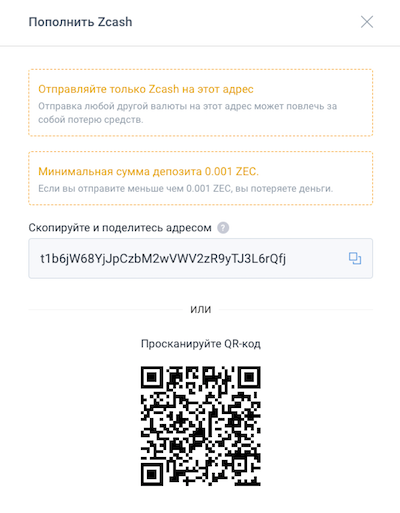 Пополнить Zcash
Отправляйте только Zcash на этот адрес
Отправка любой другой валюты на этот адрес может повлечь за
собой потерю средств.
Минимальная сумма депозита 0.001 ZEC.
Если вы отправите меньше чем 0.001 ZEC, вы потеряете деньги.
Скопируйте и поделитесь адресом ?
t1b6jW68YjJpCzbM2wVWV2zR9yTJ3L6rQfj
ИЛИ
Просканируйте QR-код